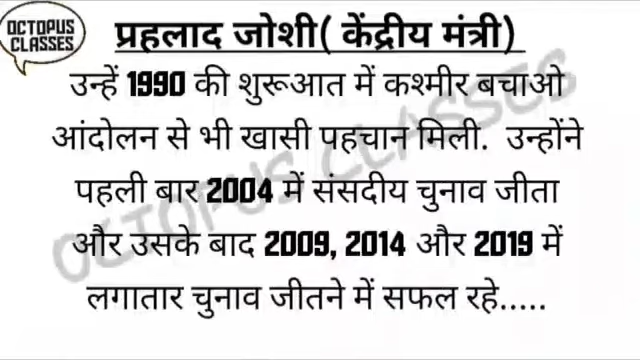 OCTOPUS
CLASSES
प्रहलाद जोशी( केंद्रीय मंत्री)
उन्हें 1990 की शुरूआत में कश्मीर बचाओ
आंदोलन से भी खासी पहचान मिली. उन्होंने
पहली बार 2004 में संसदीय चुनाव जीता
और उसके बाद 2009, 2014 और 2019 में
लगातार चुनाव जीतने में सफल रहे.....
OCTOPUS CLASSES